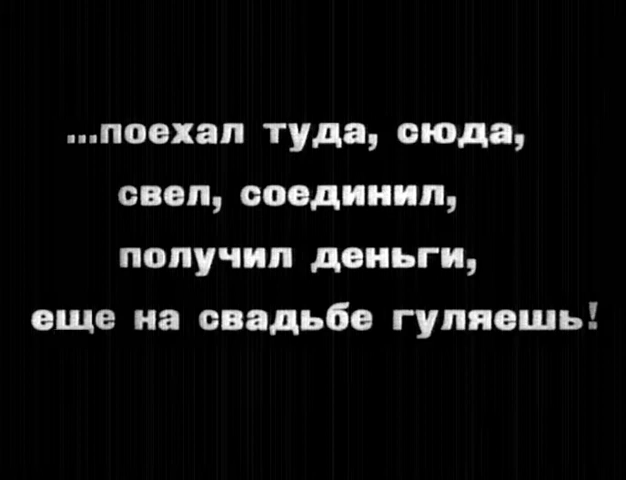 ...поехал туда, сюда,
свел, соединил,
получил деньги,
еще на свадьбе гуляешь!